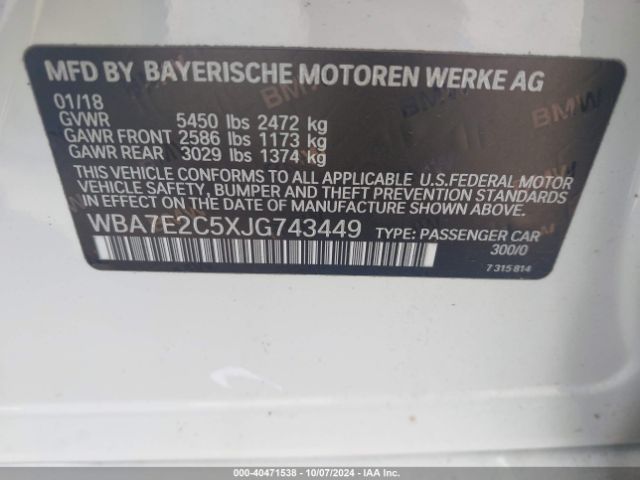 MFD BY BAYERISCHE MOTOREN WERKE AG
01/18
GVWR 5450 lbs 2472 kg
GAWR FRONT 2586 lbs 1173 kg
GAWR REAR 3029 lbs 1374 kg
THIS VEHICLE CONFORMS TO ALL APPLICABLE U.S.FEDERAL MOTOR
VEHICLE SAFETY, BUMPER AND THEFT PREVENTION STANDARDS
IN EFFECT ON THE DATE OF MANUFACTURE SHOWN ABOVE.
WBA7E2C5XJG743449 TYPE: PASSENGER CAR
300/0
7 315 814
BMW
BMW
000-40471538 - 10/07/2024 - IAA Inc.